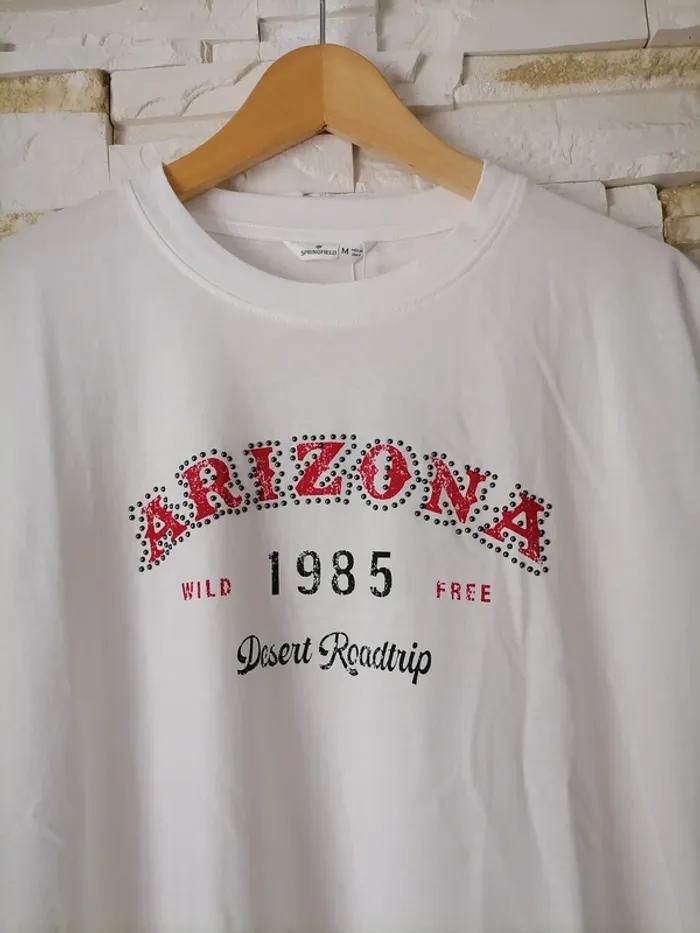 SPRINGFIELD M
ARIZONA
WILD 1985 FREE
Desert Roadtrip